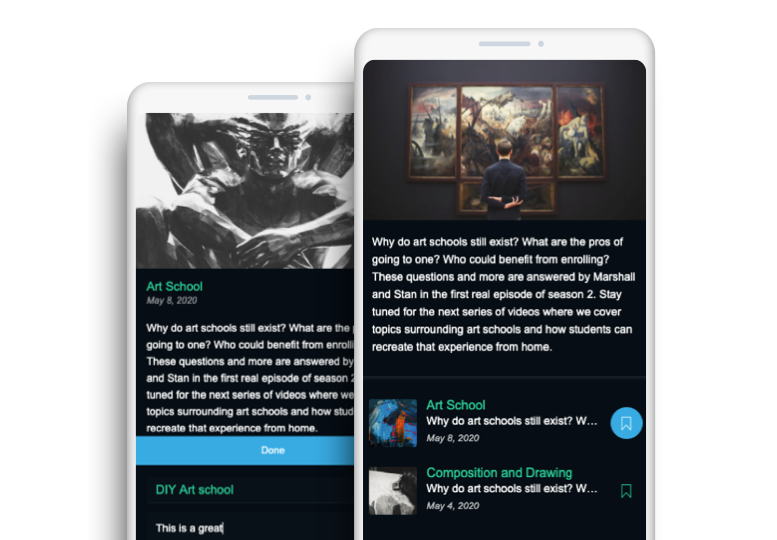 Art School
May 8, 2020
Why do art schools still exist? What are the
going to one? Who could benefit from enrolli
These questions and more are answered by
and Stan in the first real episode of season 2
tuned for the next series of videos where we
topics surrounding art schools and how stud
recreate that experience from home.
Done
DIY Art school
This is a great
Why do art schools still exist? What are the pros of
going to one? Who could benefit from enrolling?
These questions and more are answered by Marshall
and Stan in the first real episode of season 2. Stay
tuned for the next series of videos where we cover
topics surrounding art schools and how students can
recreate that experience from home.
Art School
Why do art schools still exist? W...
May 8, 2020
Composition and Drawing
Why do art schools still exist? W...
May 4, 2020